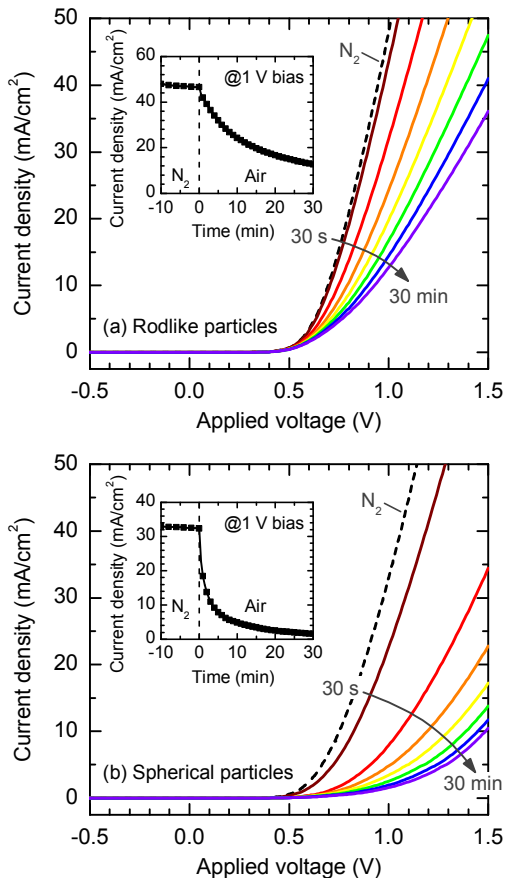 50
40
30
20
10
0
Current density (mA/cm²)
-0.5 0.0 0.5 1.0 1.5
Applied voltage (V)
(a) Rodlike particles
N₂
30 s
30 min
60
40
20
0
Current density (mA/cm²)
-10 0 10 20 30
Time (min)
@1 V bias
N₂
Air
50
40
30
20
10
0
Current density (mA/cm²)
-0.5 0.0 0.5 1.0 1.5
Applied voltage (V)
(b) Spherical particles
N₂
30 s
30 min
40
30
20
10
0
Current density (mA/cm²)
-10 0 10 20 30
Time (min)
@1 V bias
N₂
Air